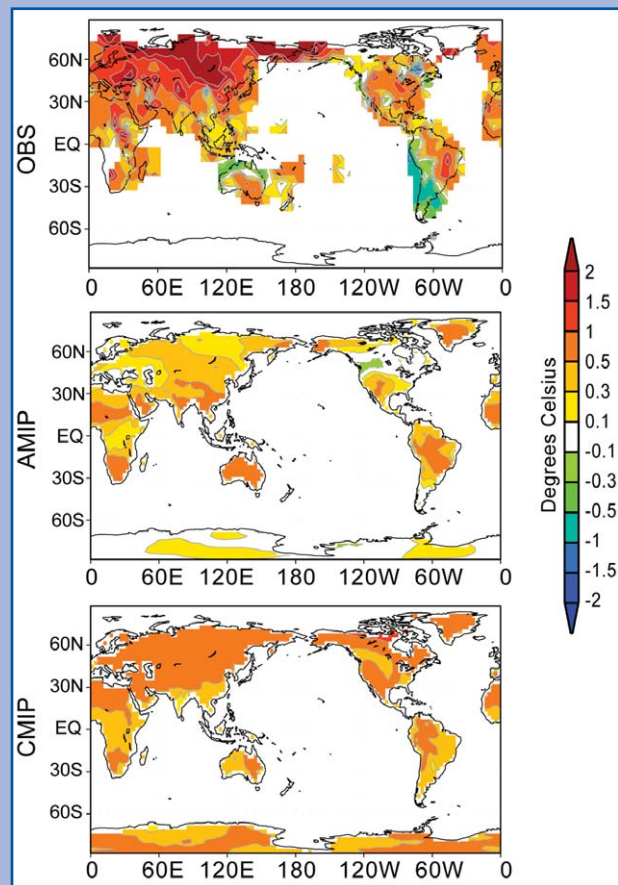 OBS
60N
30N
EQ
30S
60S
0 60E 120E 180 120W 60W 0
AMIP
60N
30N
EQ
30S
60S
0 60E 120E 180 120W 60W 0
CMIP
60N
30N
EQ
30S
60S
0 60E 120E 180 120W 60W 0
Degrees Celsius
2
1.5
1
0.5
0.3
0.1
-0.1
-0.3
-0.5
-1
-1.5
-2